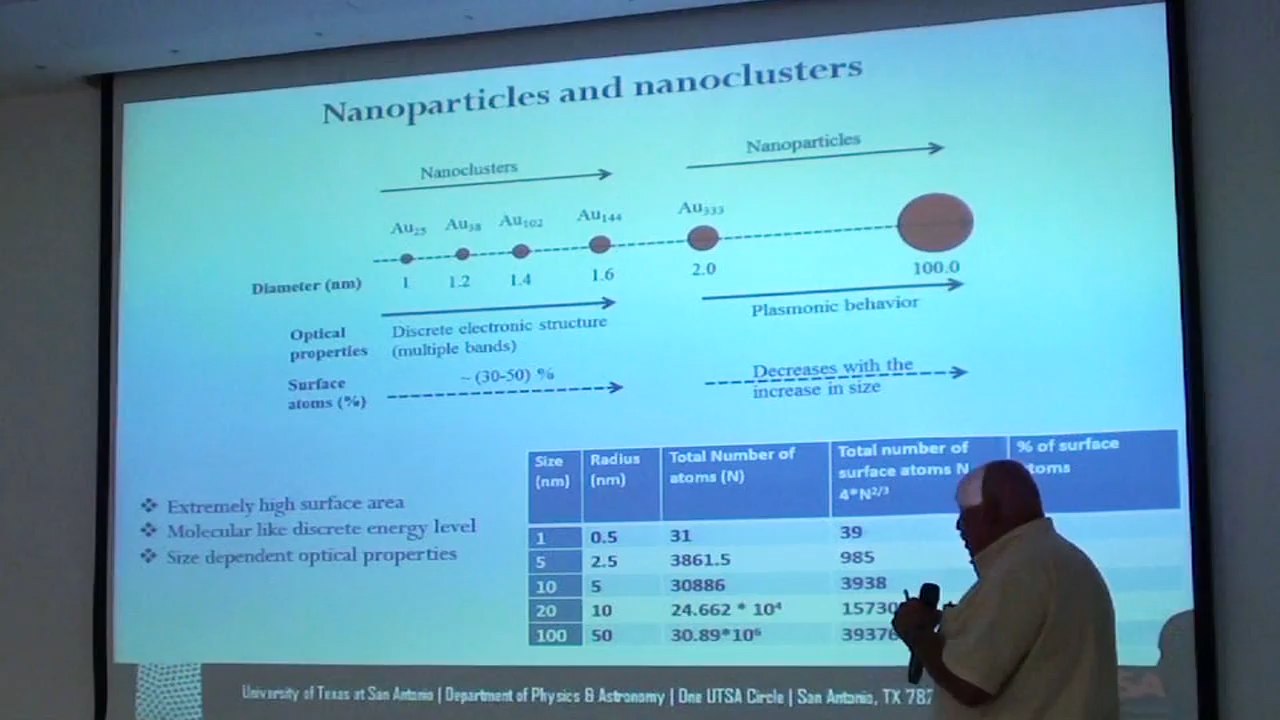 Nanoparticles and nanoclusters
Nanoclusters
Nanoparticles
Au₂₅ Au₃₈ Au₁₀₂ Au₁₄₄ Au₃₃₃
Diameter (nm) 1 1.2 1.4 1.6 2.0 100.0
Optical properties
Discrete electronic structure
(multiple bands)
Plasmonic behavior
Surface atoms (%)
~ (30-50) %
Decreases with the
increase in size
❖ Extremely high surface area
❖ Molecular like discrete energy level
❖ Size dependent optical properties
Size (nm) Radius (nm) Total Number of atoms (N) Total number of surface atoms N 4*N²/³ % of surface
1 0.5 31 39
5 2.5 3861.5 985
10 5 30886 3938
20 10 24.662 * 10⁴ 15730
100 50 30.89*10⁶ 39376
University of Texas at San Antonio | Department of Physics & Astronomy | One UTSA Circle | San Antonio, TX